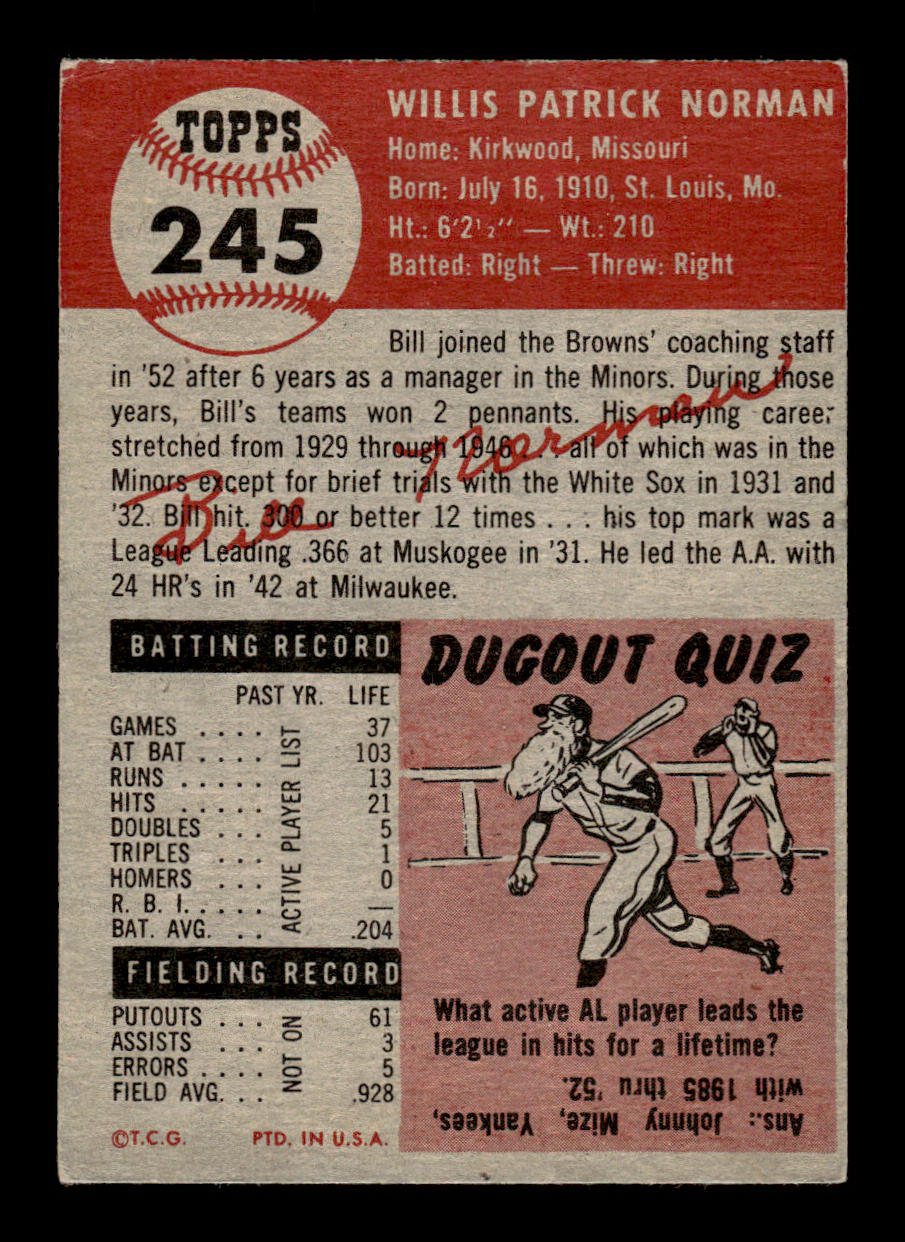 TOPPS
245
WILLIS PATRICK NORMAN
Home: Kirkwood, Missouri
Born: July 16, 1910, St. Louis, Mo.
Ht.: 6'2½" — Wt.: 210
Batted: Right — Threw: Right
Bill joined the Browns' coaching staff
in '52 after 6 years as a manager in the Minors. During those
years, Bill's teams won 2 pennants. His playing career
stretched from 1929 through 1946 . . . all of which was in the
Minors except for brief trials with the White Sox in 1931 and
'32. Bill hit. 300 or better 12 times . . . his top mark was a
League Leading .366 at Muskogee in '31. He led the A.A. with
24 HR's in '42 at Milwaukee.
Bill Norman
BATTING RECORD
PAST YR. LIFE
GAMES . . . . 37
AT BAT . . . . 103
RUNS . . . . . 13
HITS . . . . . 21
DOUBLES . . . 5
TRIPLES . . . 1
HOMERS . . . 0
R. B. I. . . . . . —
BAT. AVG. . . .204
FIELDING RECORD
PUTOUTS . . . 61
ASSISTS . . . 3
ERRORS . . . . 5
FIELD AVG. . . .928
NOT ON ACTIVE PLAYER LIST
©T.C.G. PTD. IN U.S.A.
DUGOUT QUIZ
What active AL player leads the
league in hits for a lifetime?
Ans.: Johnny Mize, Yankees,
with 1985 thru '52.